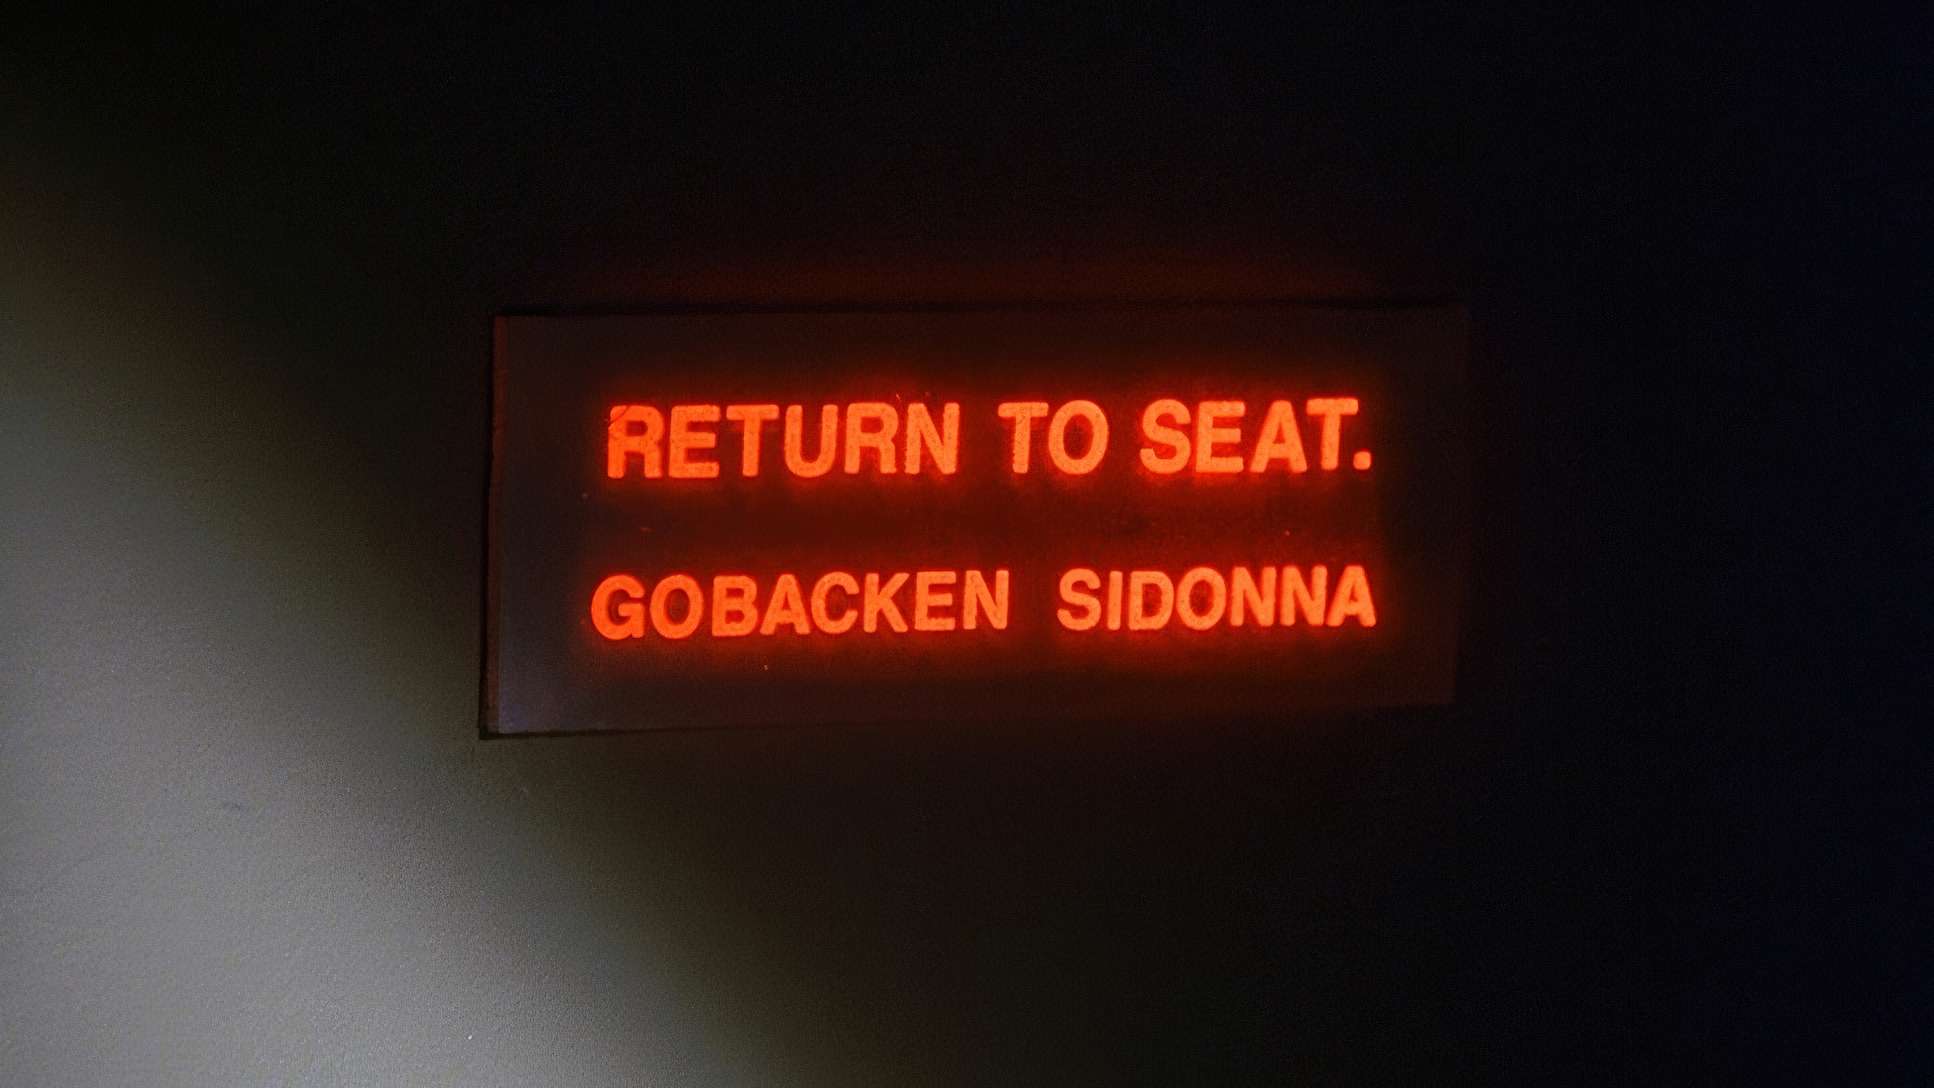 RETURN TO SEAT.
GOBACKEN SIDONNA